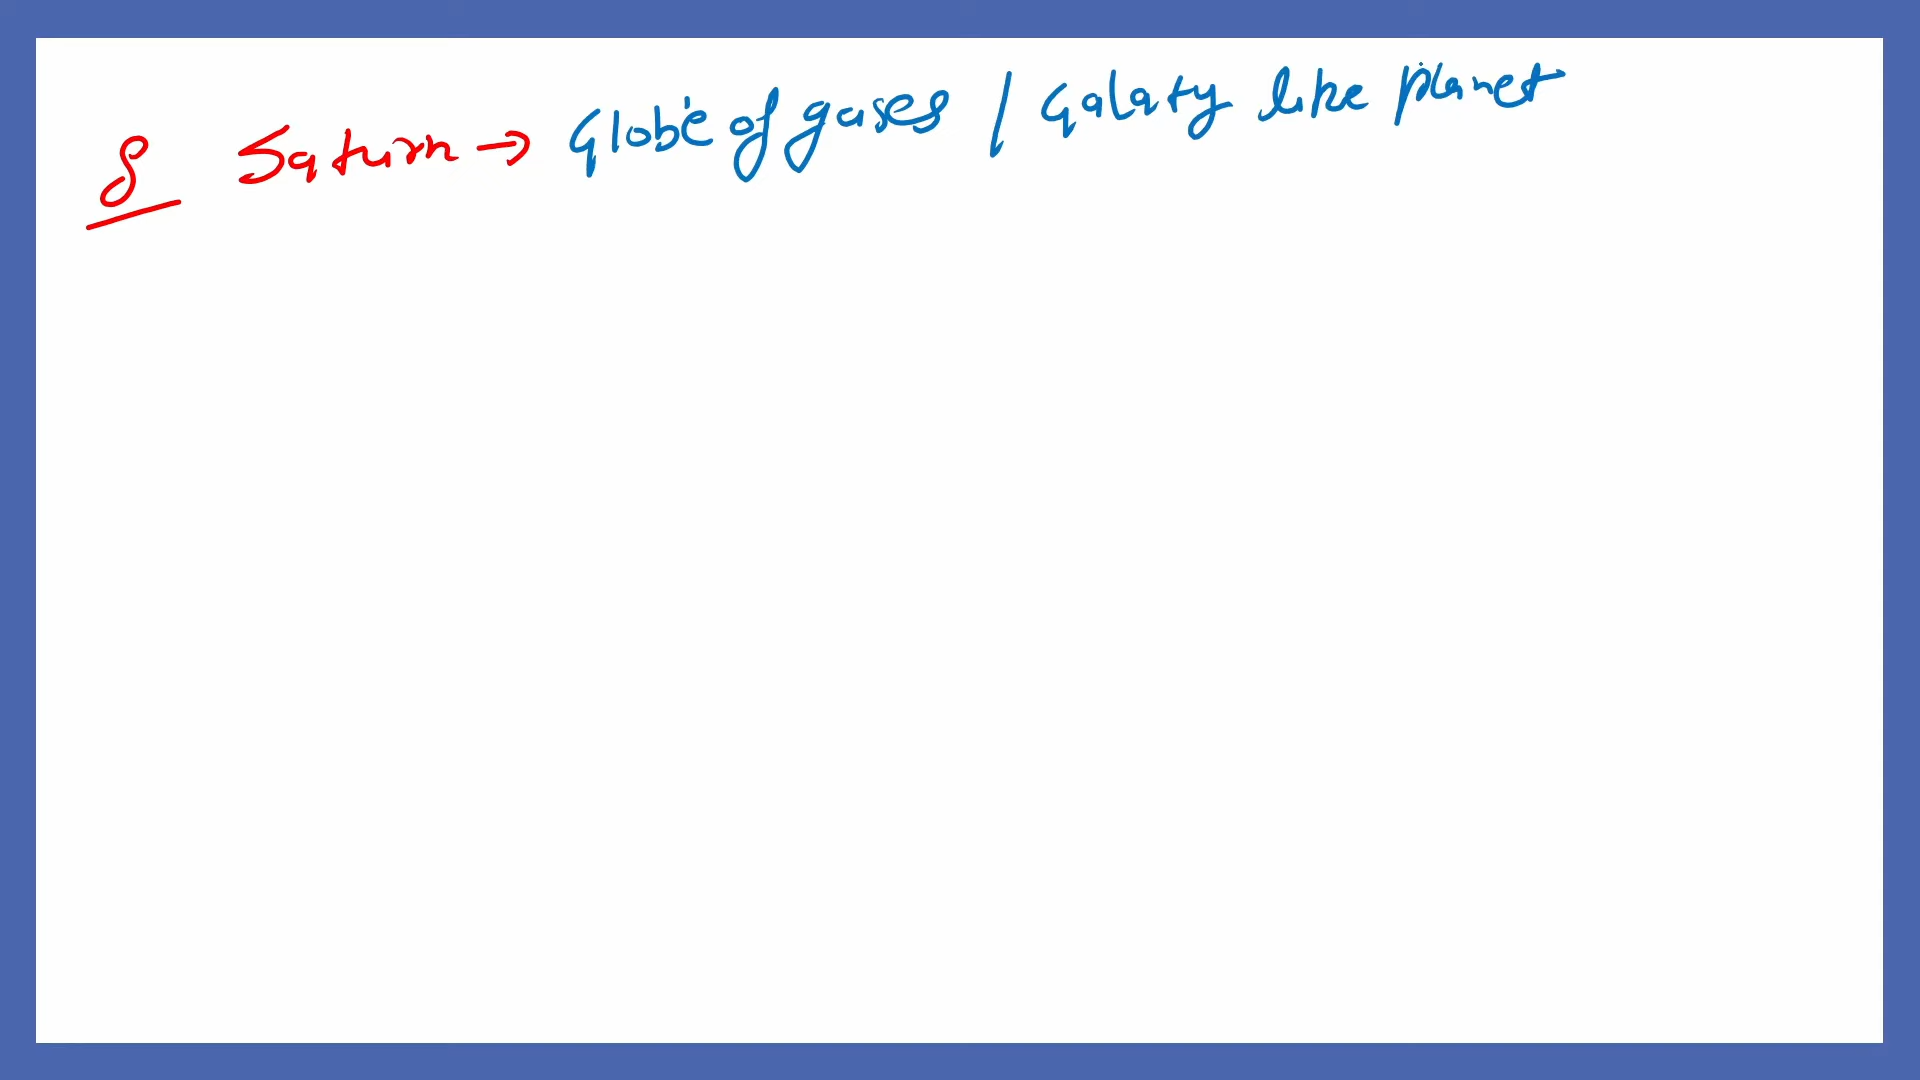 8 Saturn → Globe of gases / Galaxy like planet